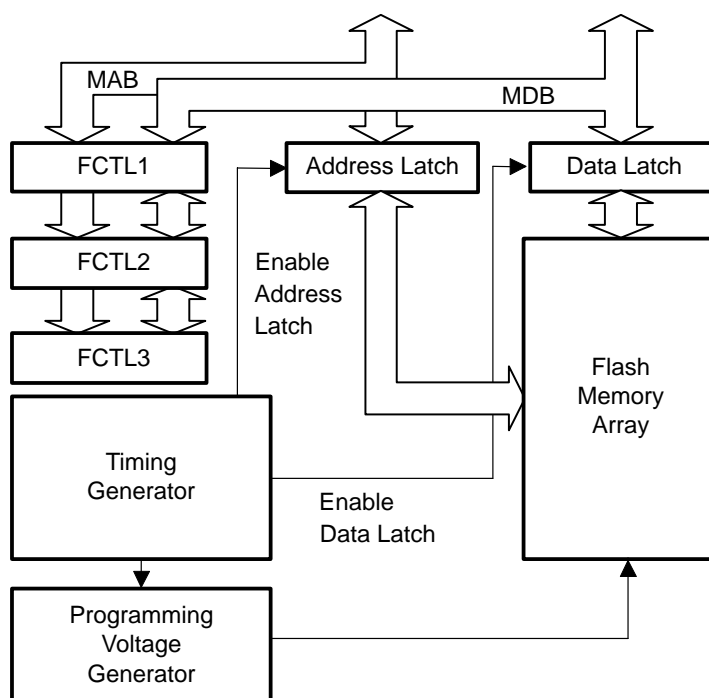 MAB
MDB
FCTL1
Address Latch
Data Latch
FCTL2
Enable
Address
Latch
FCTL3
Flash
Memory
Array
Timing
Generator
Enable
Data Latch
Programming
Voltage
Generator